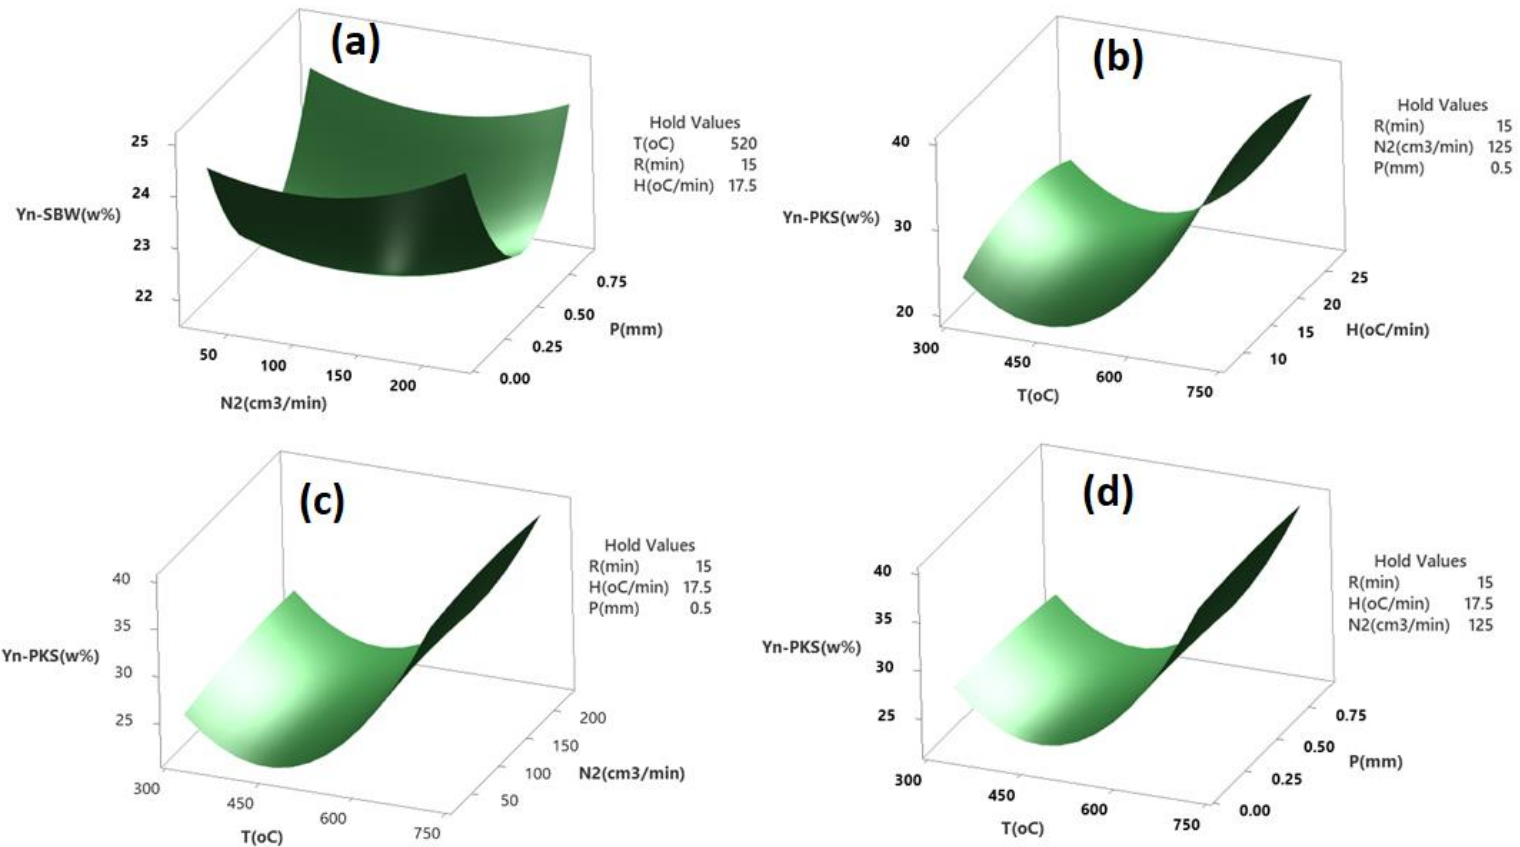 (a)
25
24
23
22
Yn-SBW(w%)
50
100
150
200
N2(cm3/min)
0.00
0.25
0.50
0.75
P(mm)
Hold Values
T(oC) 520
R(min) 15
H(oC/min) 17.5
(b)
40
30
20
Yn-PKS(w%)
300
450
600
750
T(oC)
10
15
20
25
H(oC/min)
Hold Values
R(min) 15
N2(cm3/min) 125
P(mm) 0.5
(c)
40
35
30
25
Yn-PKS(w%)
300
450
600
750
T(oC)
50
100
150
200
N2(cm3/min)
Hold Values
R(min) 15
H(oC/min) 17.5
P(mm) 0.5
(d)
40
35
30
25
Yn-PKS(w%)
300
450
600
750
T(oC)
0.00
0.25
0.50
0.75
P(mm)
Hold Values
R(min) 15
H(oC/min) 17.5
N2(cm3/min) 125